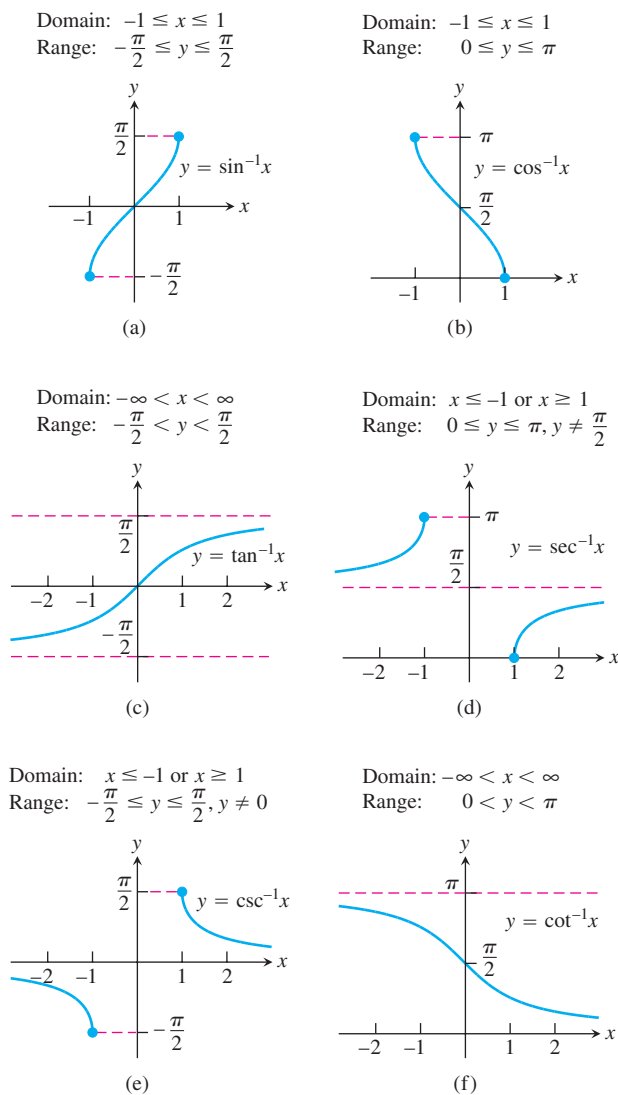 Domain: −1 ≤ x ≤ 1
Range: −π/2 ≤ y ≤ π/2
y
π/2
y = sin⁻¹x
−1
1
x
−π/2
(a)
Domain: −1 ≤ x ≤ 1
Range: 0 ≤ y ≤ π
y
π
y = cos⁻¹x
π/2
−1
1
x
(b)
Domain: −∞ < x < ∞
Range: −π/2 < y < π/2
y
π/2
y = tan⁻¹x
x
−2 −1 1 2
−π/2
(c)
Domain: x ≤ −1 or x ≥ 1
Range: 0 ≤ y ≤ π, y ≠ π/2
y
π
y = sec⁻¹x
π/2
x
−2 −1 1 2
(d)
Domain: x ≤ −1 or x ≥ 1
Range: −π/2 ≤ y ≤ π/2, y ≠ 0
y
π/2
y = csc⁻¹x
x
−2 −1 1 2
−π/2
(e)
Domain: −∞ < x < ∞
Range: 0 < y < π
y
π
y = cot⁻¹x
π/2
x
−2 −1 1 2
(f)